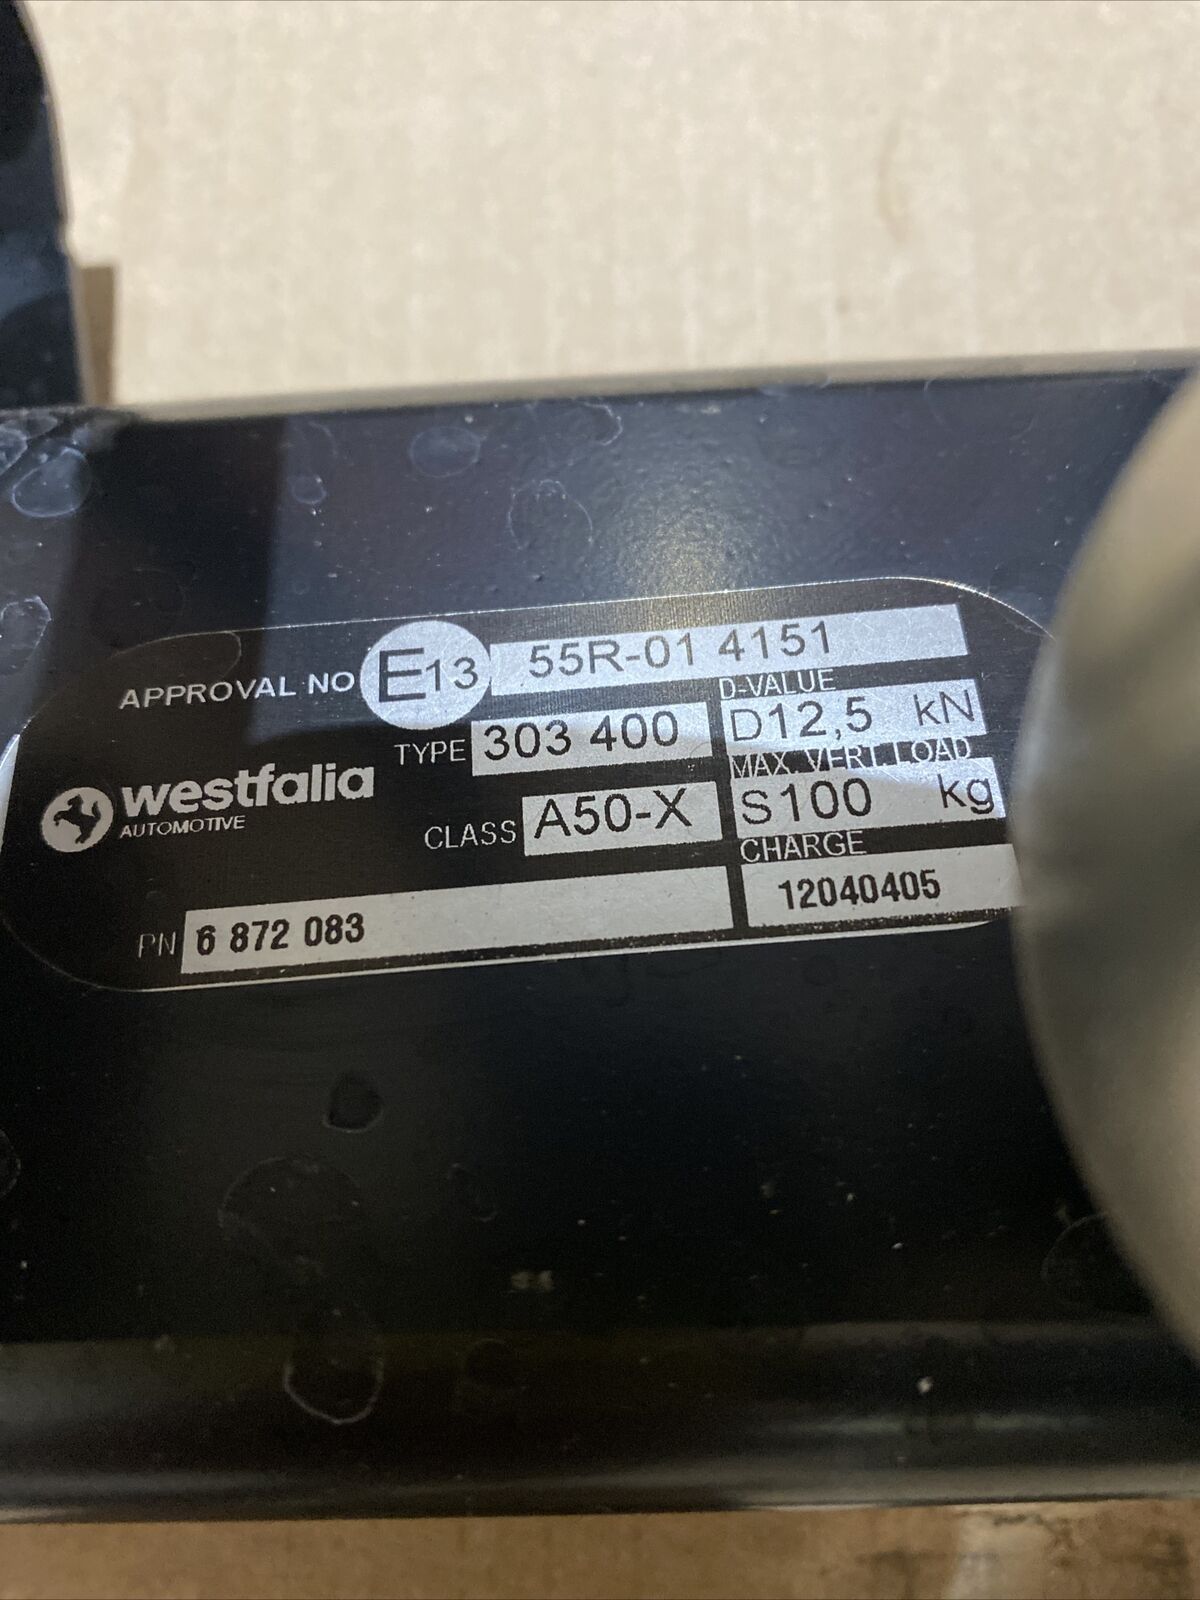 APPROVAL NO E13 55R-01 4151
TYPE 303 400
D-VALUE
D12,5 kN
westfalia
AUTOMOTIVE
MAX. VERT. LOAD
S100 kg
CLASS A50-X
CHARGE
12040405
PN 6 872 083